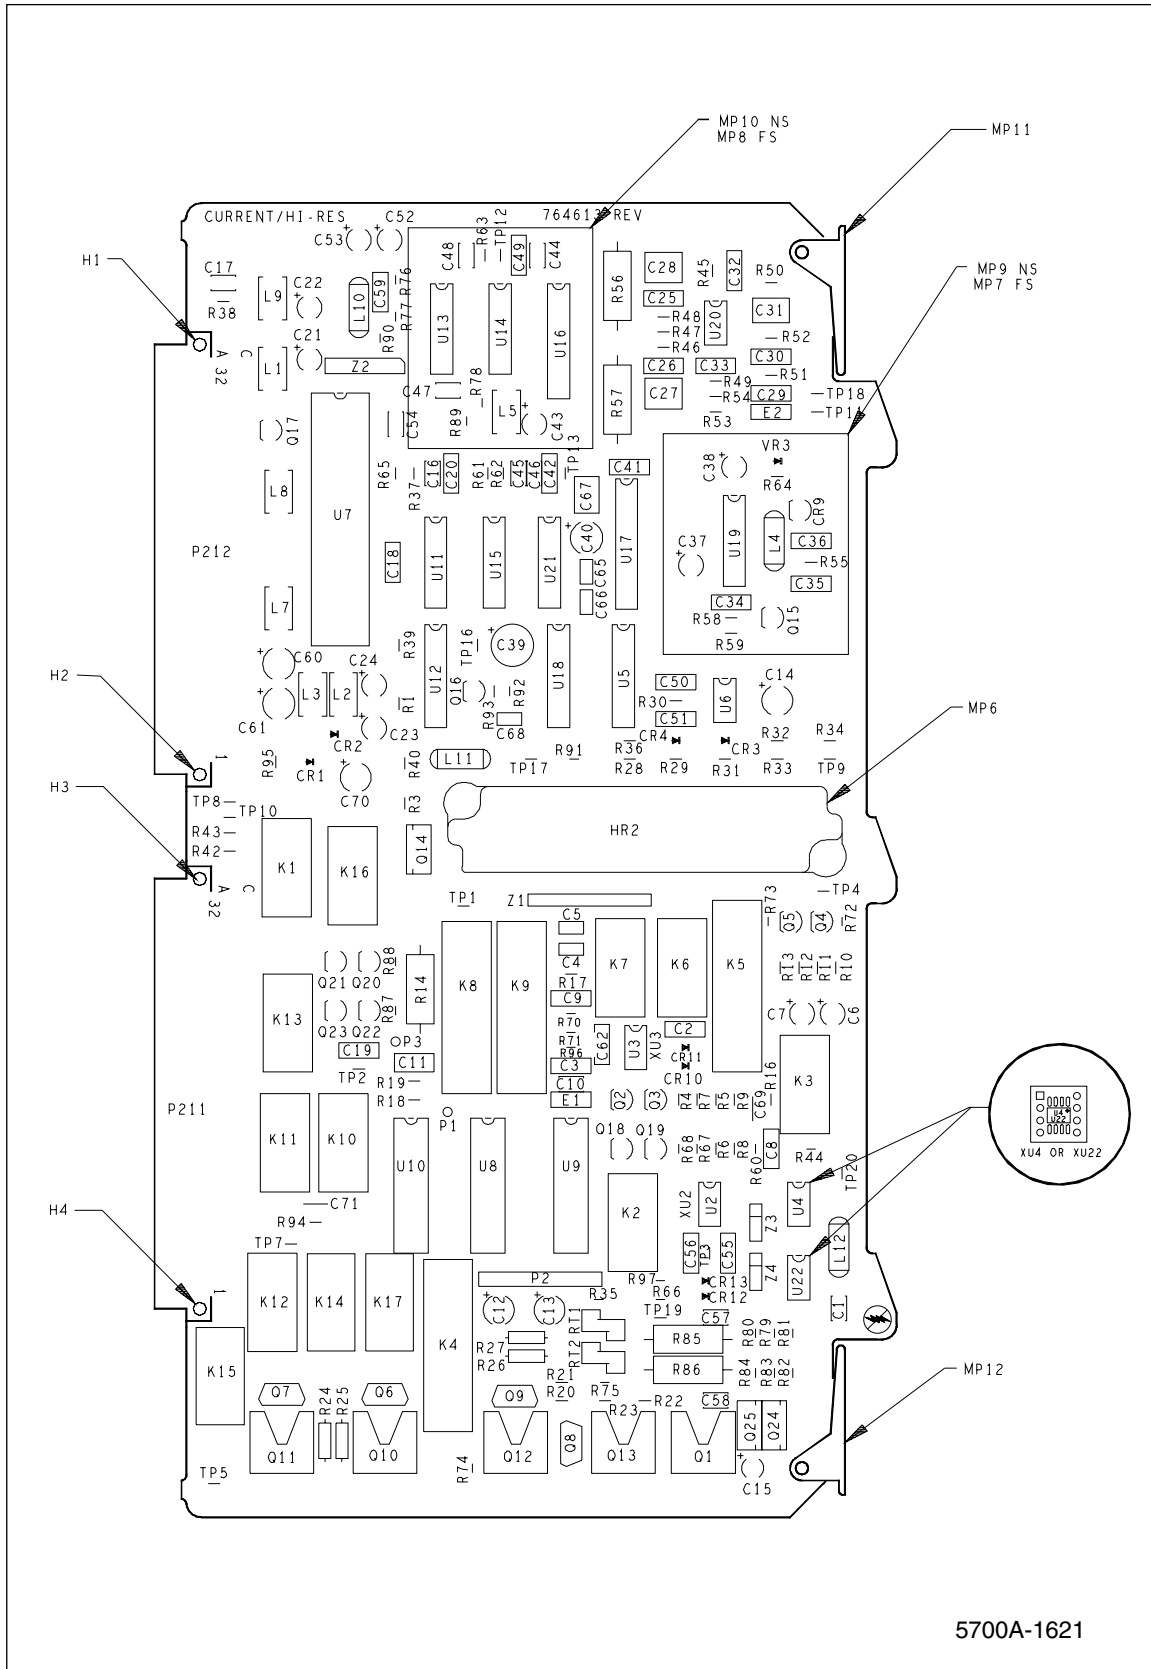 MP10 NS
MP8 FS
MP11
CURRENT/HI-RES
C52
R63
TP12
764613 REV
C53
C48
C49
C44
H1
MP9 NS
MP7 FS
C17
C22
R76
R56
C28
R45
C32
R50
L9
L10
C59
R77
U13
U14
U16
C25
R48
U20
C31
R38
R90
R47
R52
C21
R46
A
32
C
L1
Z2
C26
C33
C30
R51
C47
R78
R57
C27
R49
C29
TP18
R54
E2
TP11
Q17
C54
R89
L5
C43
R53
TP13
VR3
C38
R65
R37
C16
C20
R61
R62
C45
C46
C42
C41
R64
L8
C67
CR9
U7
U19
L4
C36
P212
C18
U11
U15
U21
C40
U17
C37
R55
C65
C35
L7
C66
C34
R58
Q15
R39
TP16
C39
R59
C60
C24
U12
U18
U5
C50
C14
H2
L3
L2
Q16
R30
U6
R1
R93
R92
C51
C61
C23
C68
CR4
R32
R34
CR2
R91
R36
CR3
R95
R40
L11
MP6
1
CR1
TP17
R28
R29
R31
R33
TP9
H3
C70
TP8
TP10
R3
R43
HR2
R42
K1
K16
Q14
A
32
C
TP1
Z1
TP4
R73
C5
Q5
Q4
R72
C4
K7
K6
K5
Q21
Q20
R88
R14
K8
K9
R17
R13
R12
R11
R10
C9
K13
Q23
Q22
R87
R70
C7
C6
P3
R71
C62
U3
XU3
C2
C19
C11
R96
CR11
C3
CR10
K3
TP2
R19
C10
R16
R18
E1
Q2
Q3
R4
R7
R5
R9
C69
P211
P1
Q18
Q19
K11
K10
U10
U8
U9
R68
R67
R6
R8
R60
C8
R44
U4
U22
XU4 OR XU22
TP20
H4
C71
K2
XU2
U2
Z3
U4
R94
TP7
C56
TP3
C55
L12
K12
K14
K17
P2
R97
Z4
U22
R66
CR13
1
R35
CR12
C12
C13
TP19
C57
C1
RT1
K15
K4
R27
R85
R80
R79
R81
R26
RT2
R86
R84
R83
R82
MP12
R21
Q7
R24
R25
Q6
Q9
R20
R75
R22
C58
R23
Q25
Q24
Q11
Q10
Q12
Q8
Q13
Q1
R74
TP5
C15
5700A-1621